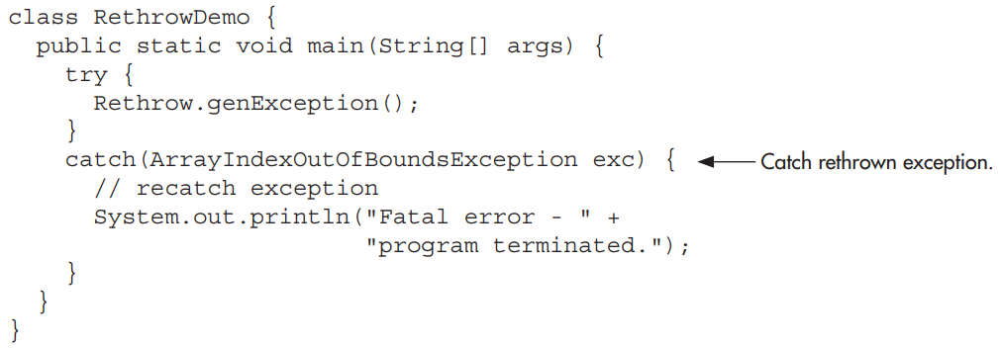 class RethrowDemo {
  public static void main(String[] args) {
    try {
      Rethrow.genException();
    }
    catch(ArrayIndexOutOfBoundsException exc) { Catch rethrown exception.
      // recatch exception
      System.out.println("Fatal error - " +
                         "program terminated.");
    }
  }
}